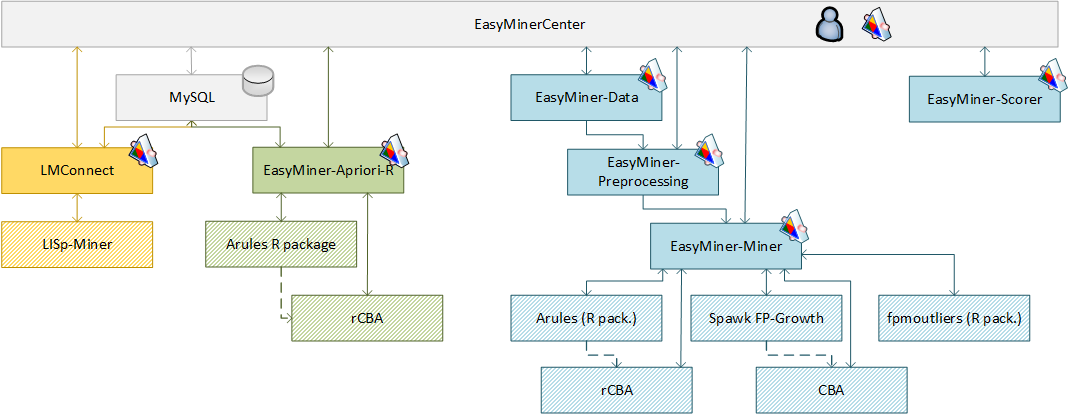 EasyMinerCenter
MySQL
EasyMiner-Data
EasyMiner-Scorer
LMConnect
EasyMiner-Apriori-R
EasyMiner-
Preprocessing
LISp-Miner
Arules R package
EasyMiner-Miner
rCBA
Arules (R pack.)
Spawk FP-Growth
fpmoutliers (R pack.)
rCBA
CBA